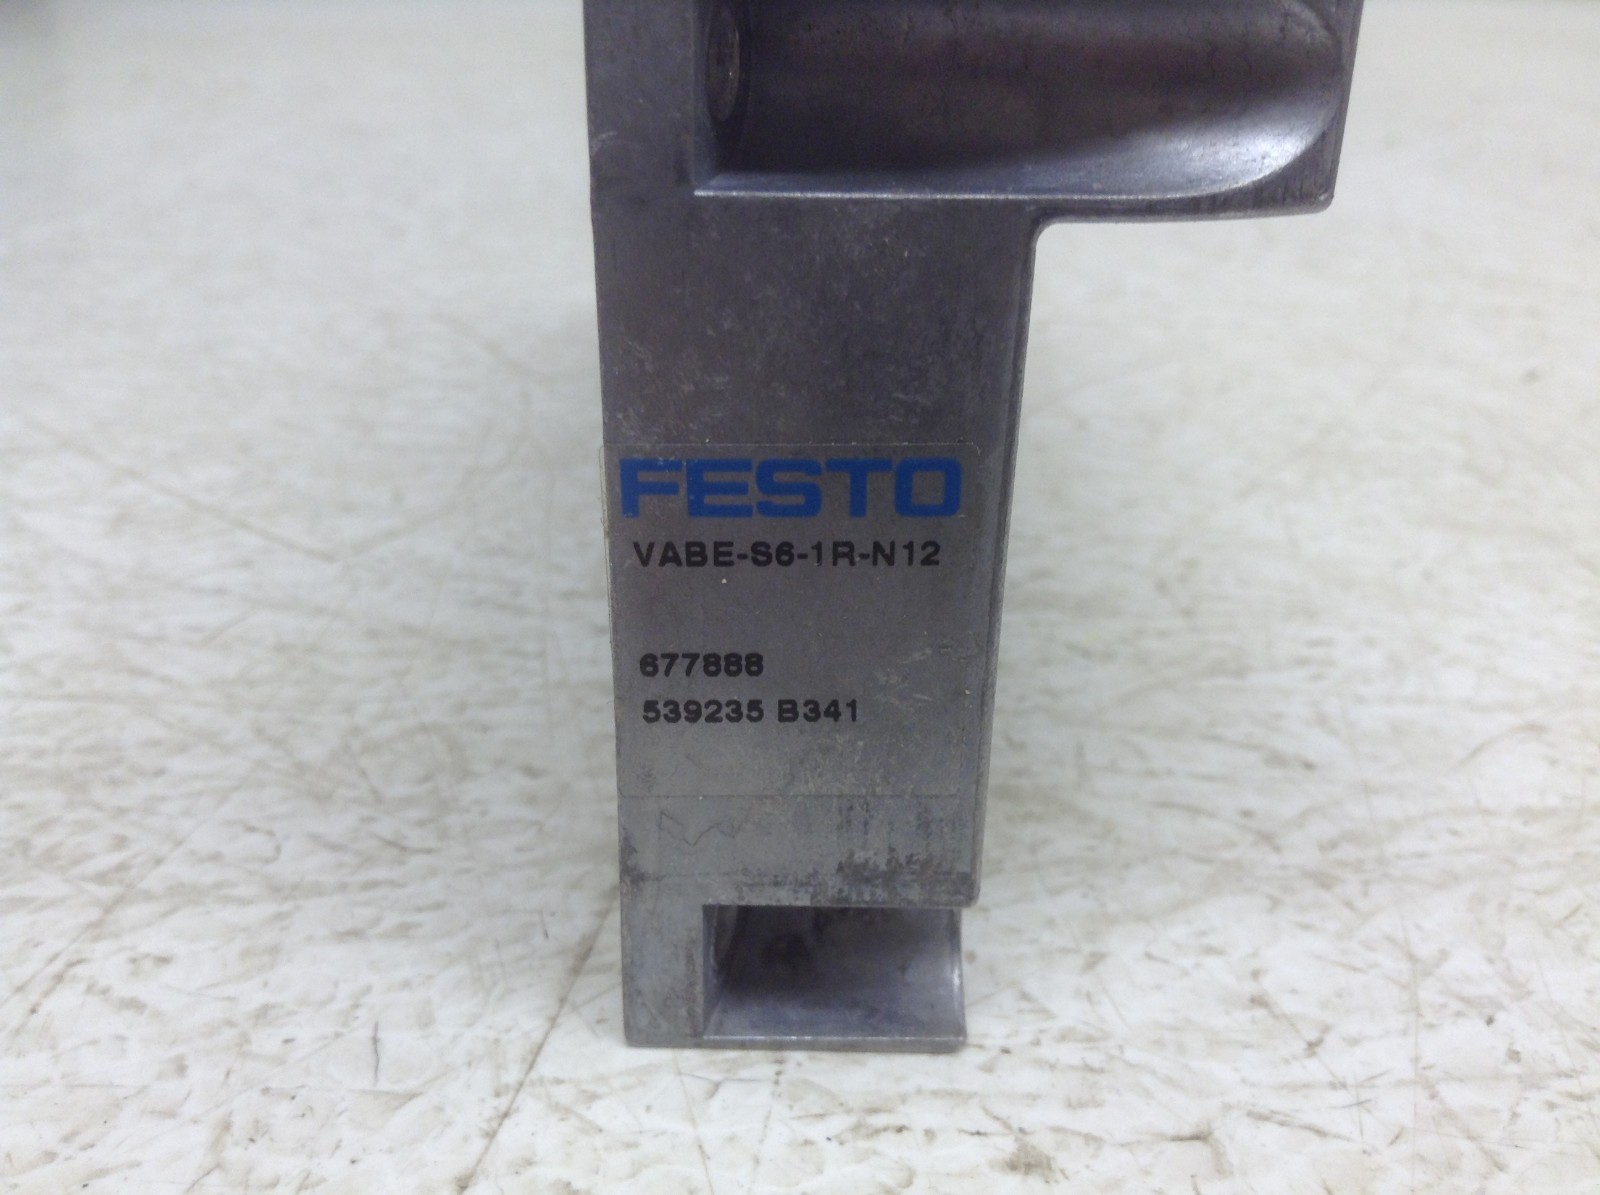 FESTO
VABE-S6-1R-N12
677888
539235 B341